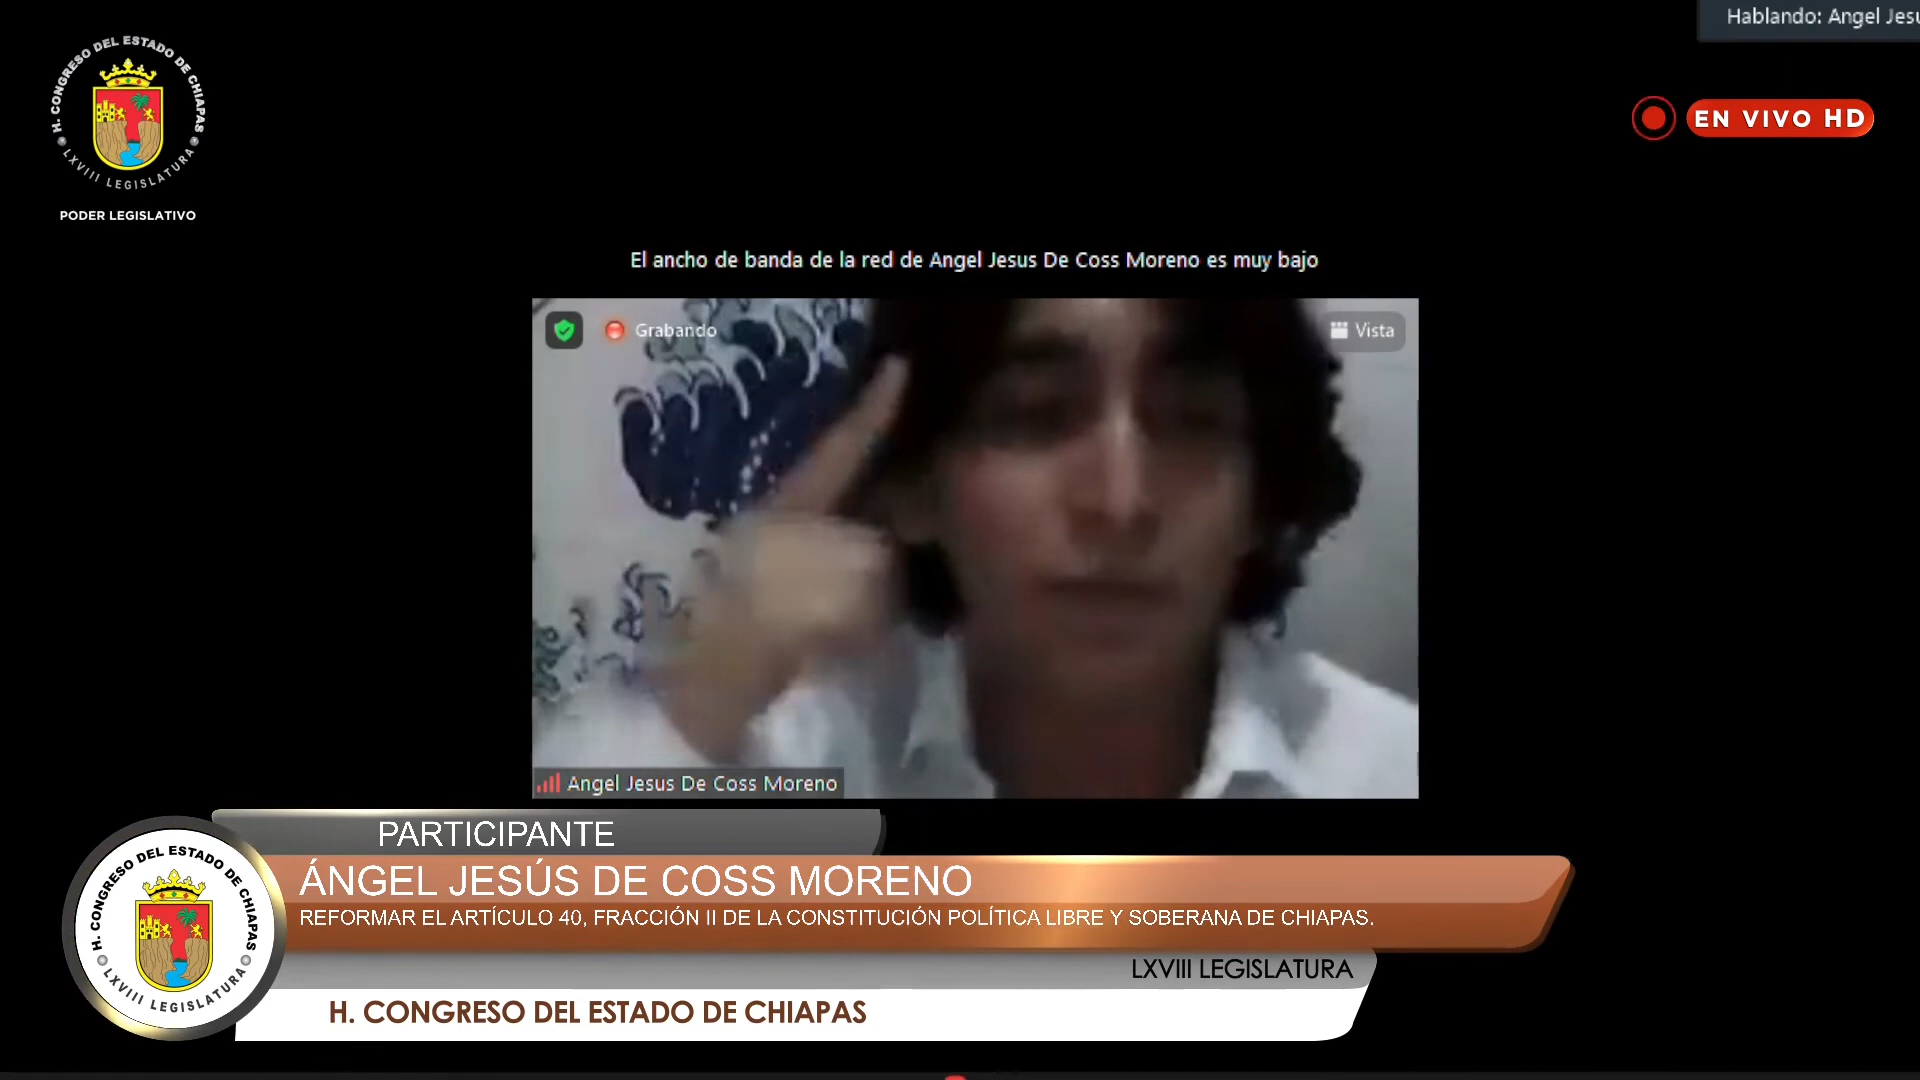 Hablando: Angel Jesu
H. CONGRESO DEL ESTADO DE CHIAPAS
LXVIII LEGISLATURA
PODER LEGISLATIVO
EN VIVO HD
El ancho de banda de la red de Angel Jesus De Coss Moreno es muy bajo
Grabando
Vista
Angel Jesus De Coss Moreno
PARTICIPANTE
ÁNGEL JESÚS DE COSS MORENO
REFORMAR EL ARTÍCULO 40, FRACCIÓN II DE LA CONSTITUCIÓN POLÍTICA LIBRE Y SOBERANA DE CHIAPAS.
H. CONGRESO DEL ESTADO DE CHIAPAS
LXVIII LEGISLATURA
LXVIII LEGISLATURA
H. CONGRESO DEL ESTADO DE CHIAPAS